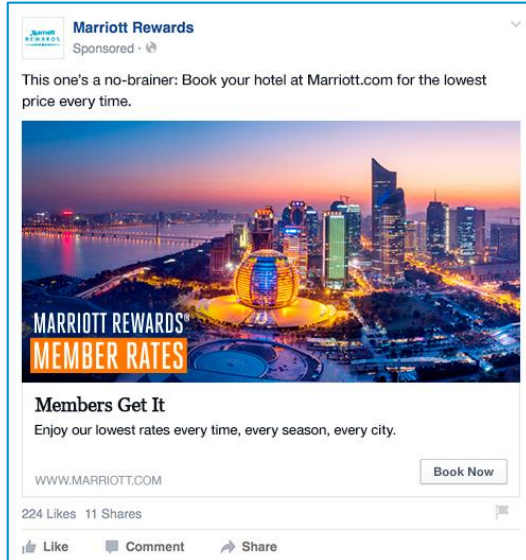 Marriott
REWARDS
Marriott Rewards
Sponsored ·
This one's a no-brainer: Book your hotel at Marriott.com for the lowest
price every time.
MARRIOTT REWARDS®
MEMBER RATES
Members Get It
Enjoy our lowest rates every time, every season, every city.
WWW.MARRIOTT.COM
Book Now
224 Likes 11 Shares
Like Comment Share